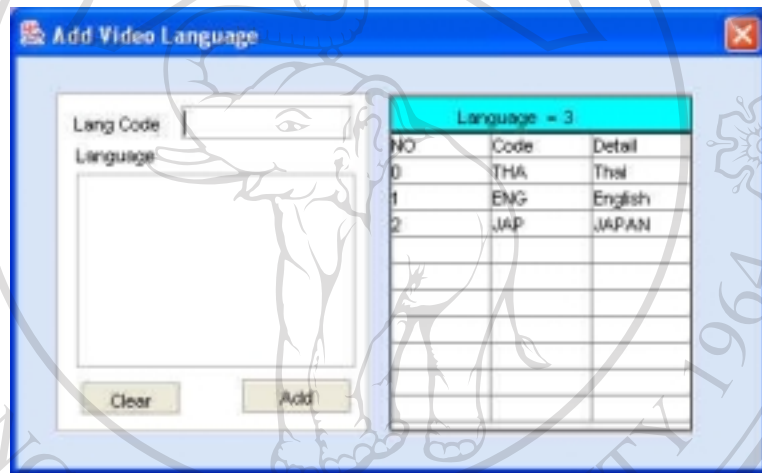 Add Video Language
Lang Code
Language
Clear
Add
Language = 3
NO Code Detail
0 THA Thai
1 ENG English
2 JAP JAPAN
1964